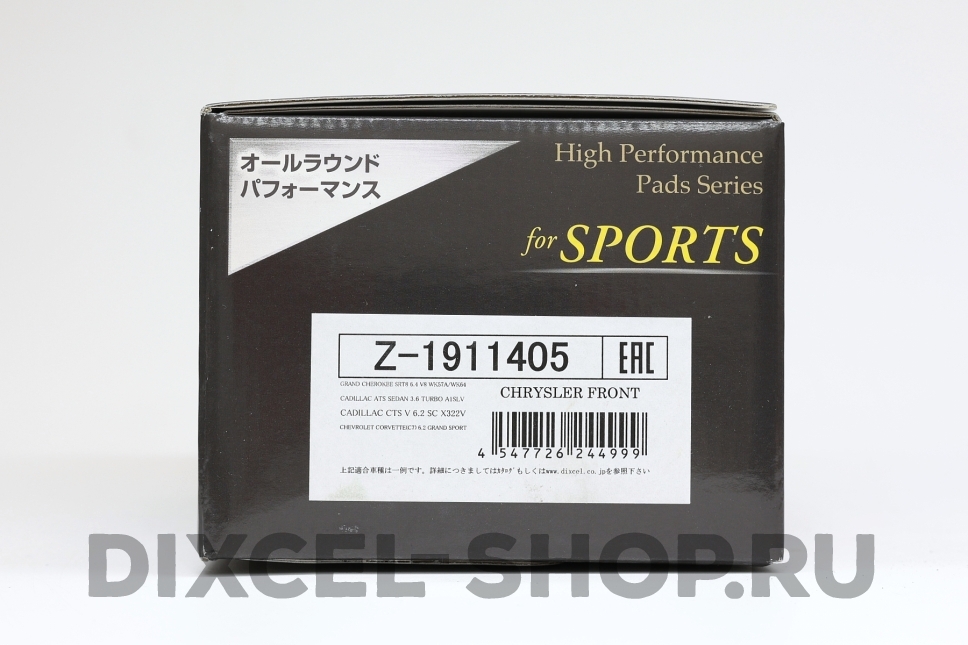 オールラウンド
パフォーマンス
High Performance
Pads Series
for SPORTS
Z-1911405
EAC
GRAND CHEROKEE SRT8 6.4 V8 WK57A/WK64
CHRYSLER FRONT
CADILLAC ATS SEDAN 3.6 TURBO A1SLV
CADILLAC CTS V 6.2 SC X322V
CHEVROLET CORVETTE(C7) 6.2 GRAND SPORT
4 547726 244999
上記適合車種は一例です。詳細につきましてはｶﾀﾛｸﾞもしくはwww.dixcel.co.jpを参照下さい
DIXCEL-SHOP.RU